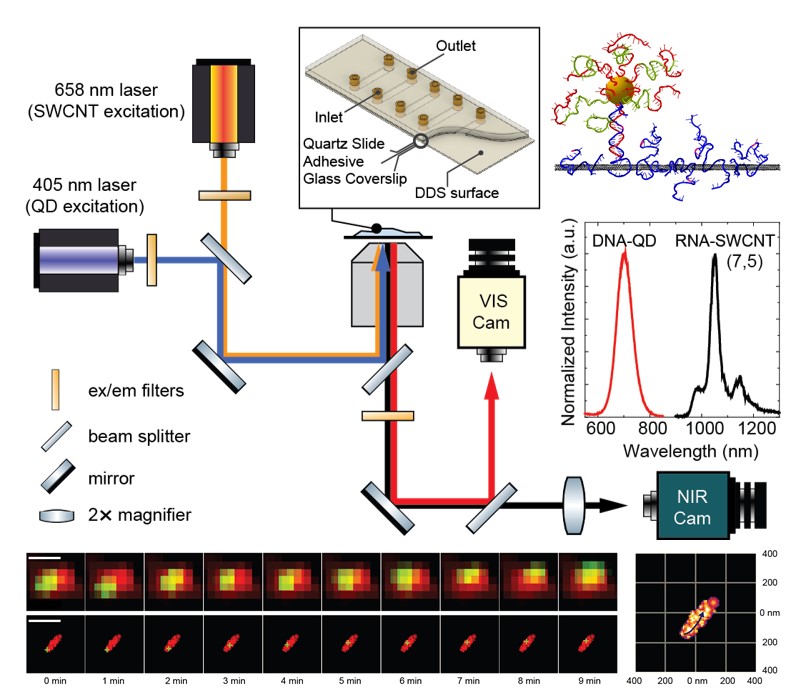 658 nm laser
(SWCNT excitation)
405 nm laser
(QD excitation)
Outlet
Inlet
Quartz Slide
Adhesive
Glass Coverslip
DDS surface
VIS
Cam
ex/em filters
beam splitter
mirror
2× magnifier
NIR
Cam
Normalized Intensity (a.u.)
DNA-QD
RNA-SWCNT
(7,5)
600 800 1000 1200
Wavelength (nm)
0 min 1 min 2 min 3 min 4 min 5 min 6 min 7 min 8 min 9 min
400
200
0 nm
200
400
400 200 0 nm 200 400